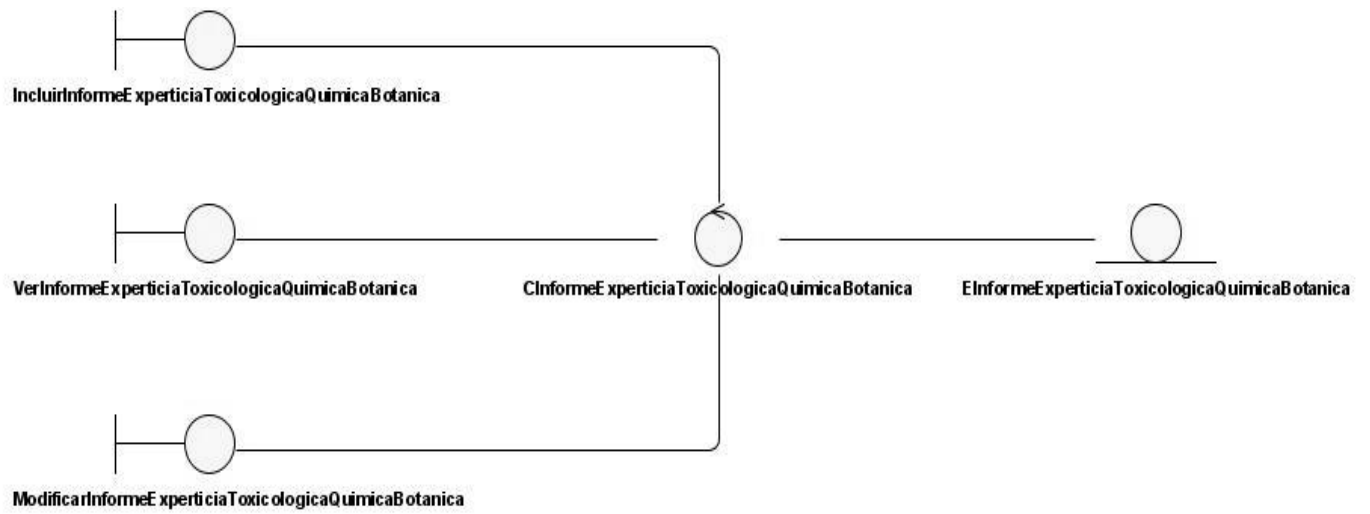 IncluirInformeExperticiaToxicologicaQuimicaBotanica
VerInformeExperticiaToxicologicaQuimicaBotanica
CInformeExperticiaToxicologicaQuimicaBotanica
EInformeExperticiaToxicologicaQuimicaBotanica
ModificarInformeExperticiaToxicologicaQuimicaBotanica